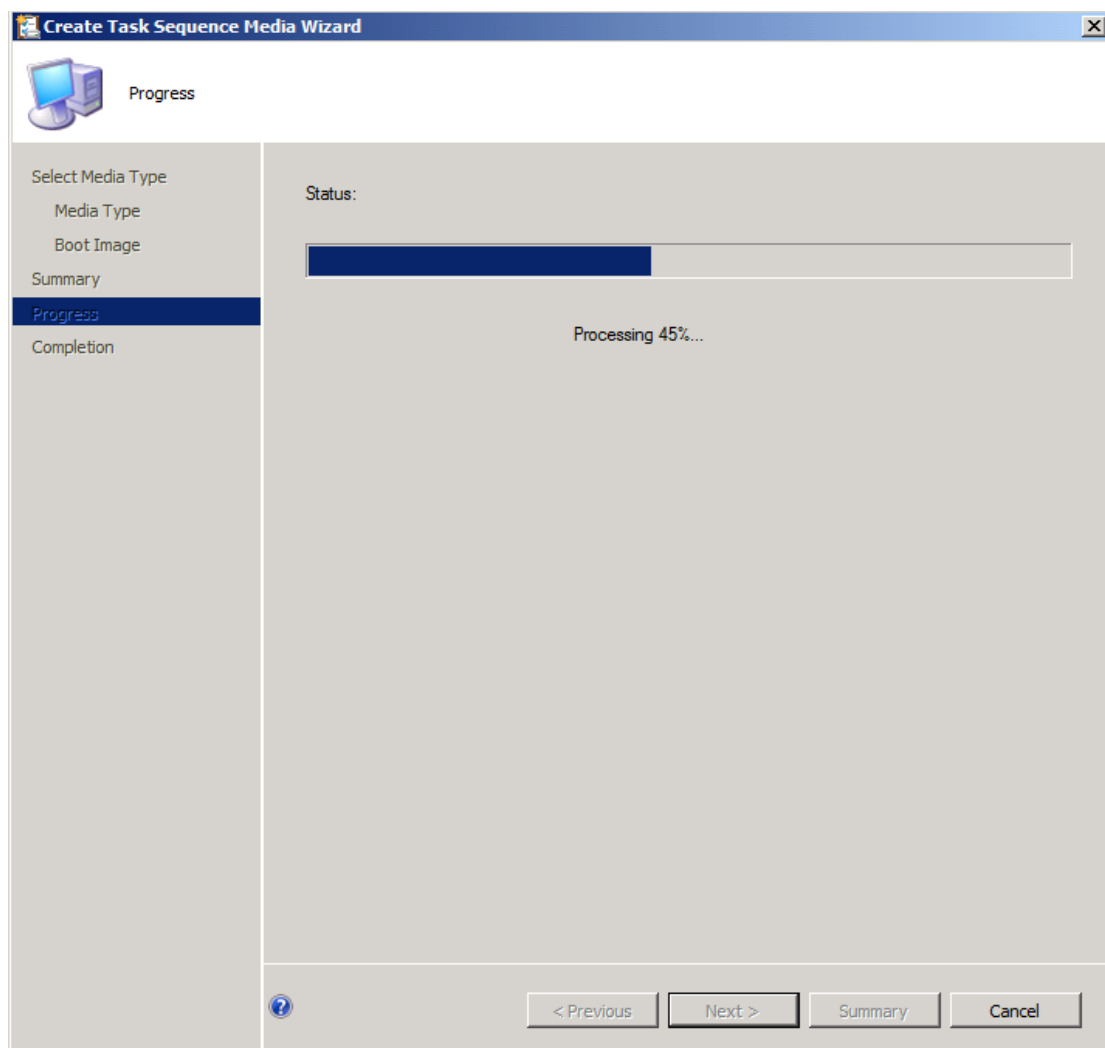 Create Task Sequence Media Wizard
Progress
Select Media Type
Media Type
Boot Image
Summary
Progress
Completion
Status:
Processing 45%...
< Previous
Next >
Summary
Cancel